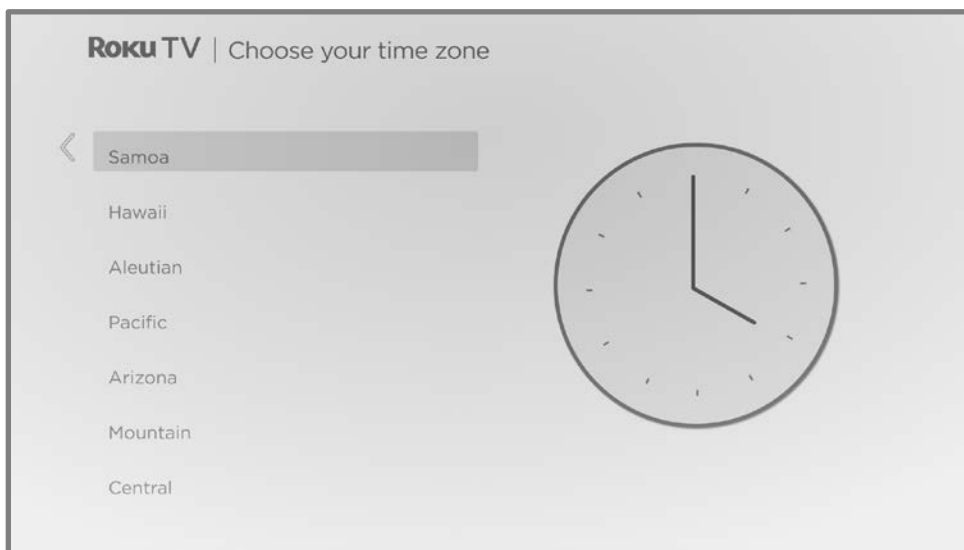 Roku TV | Choose your time zone
Samoa
Hawaii
Aleutian
Pacific
Arizona
Mountain
Central